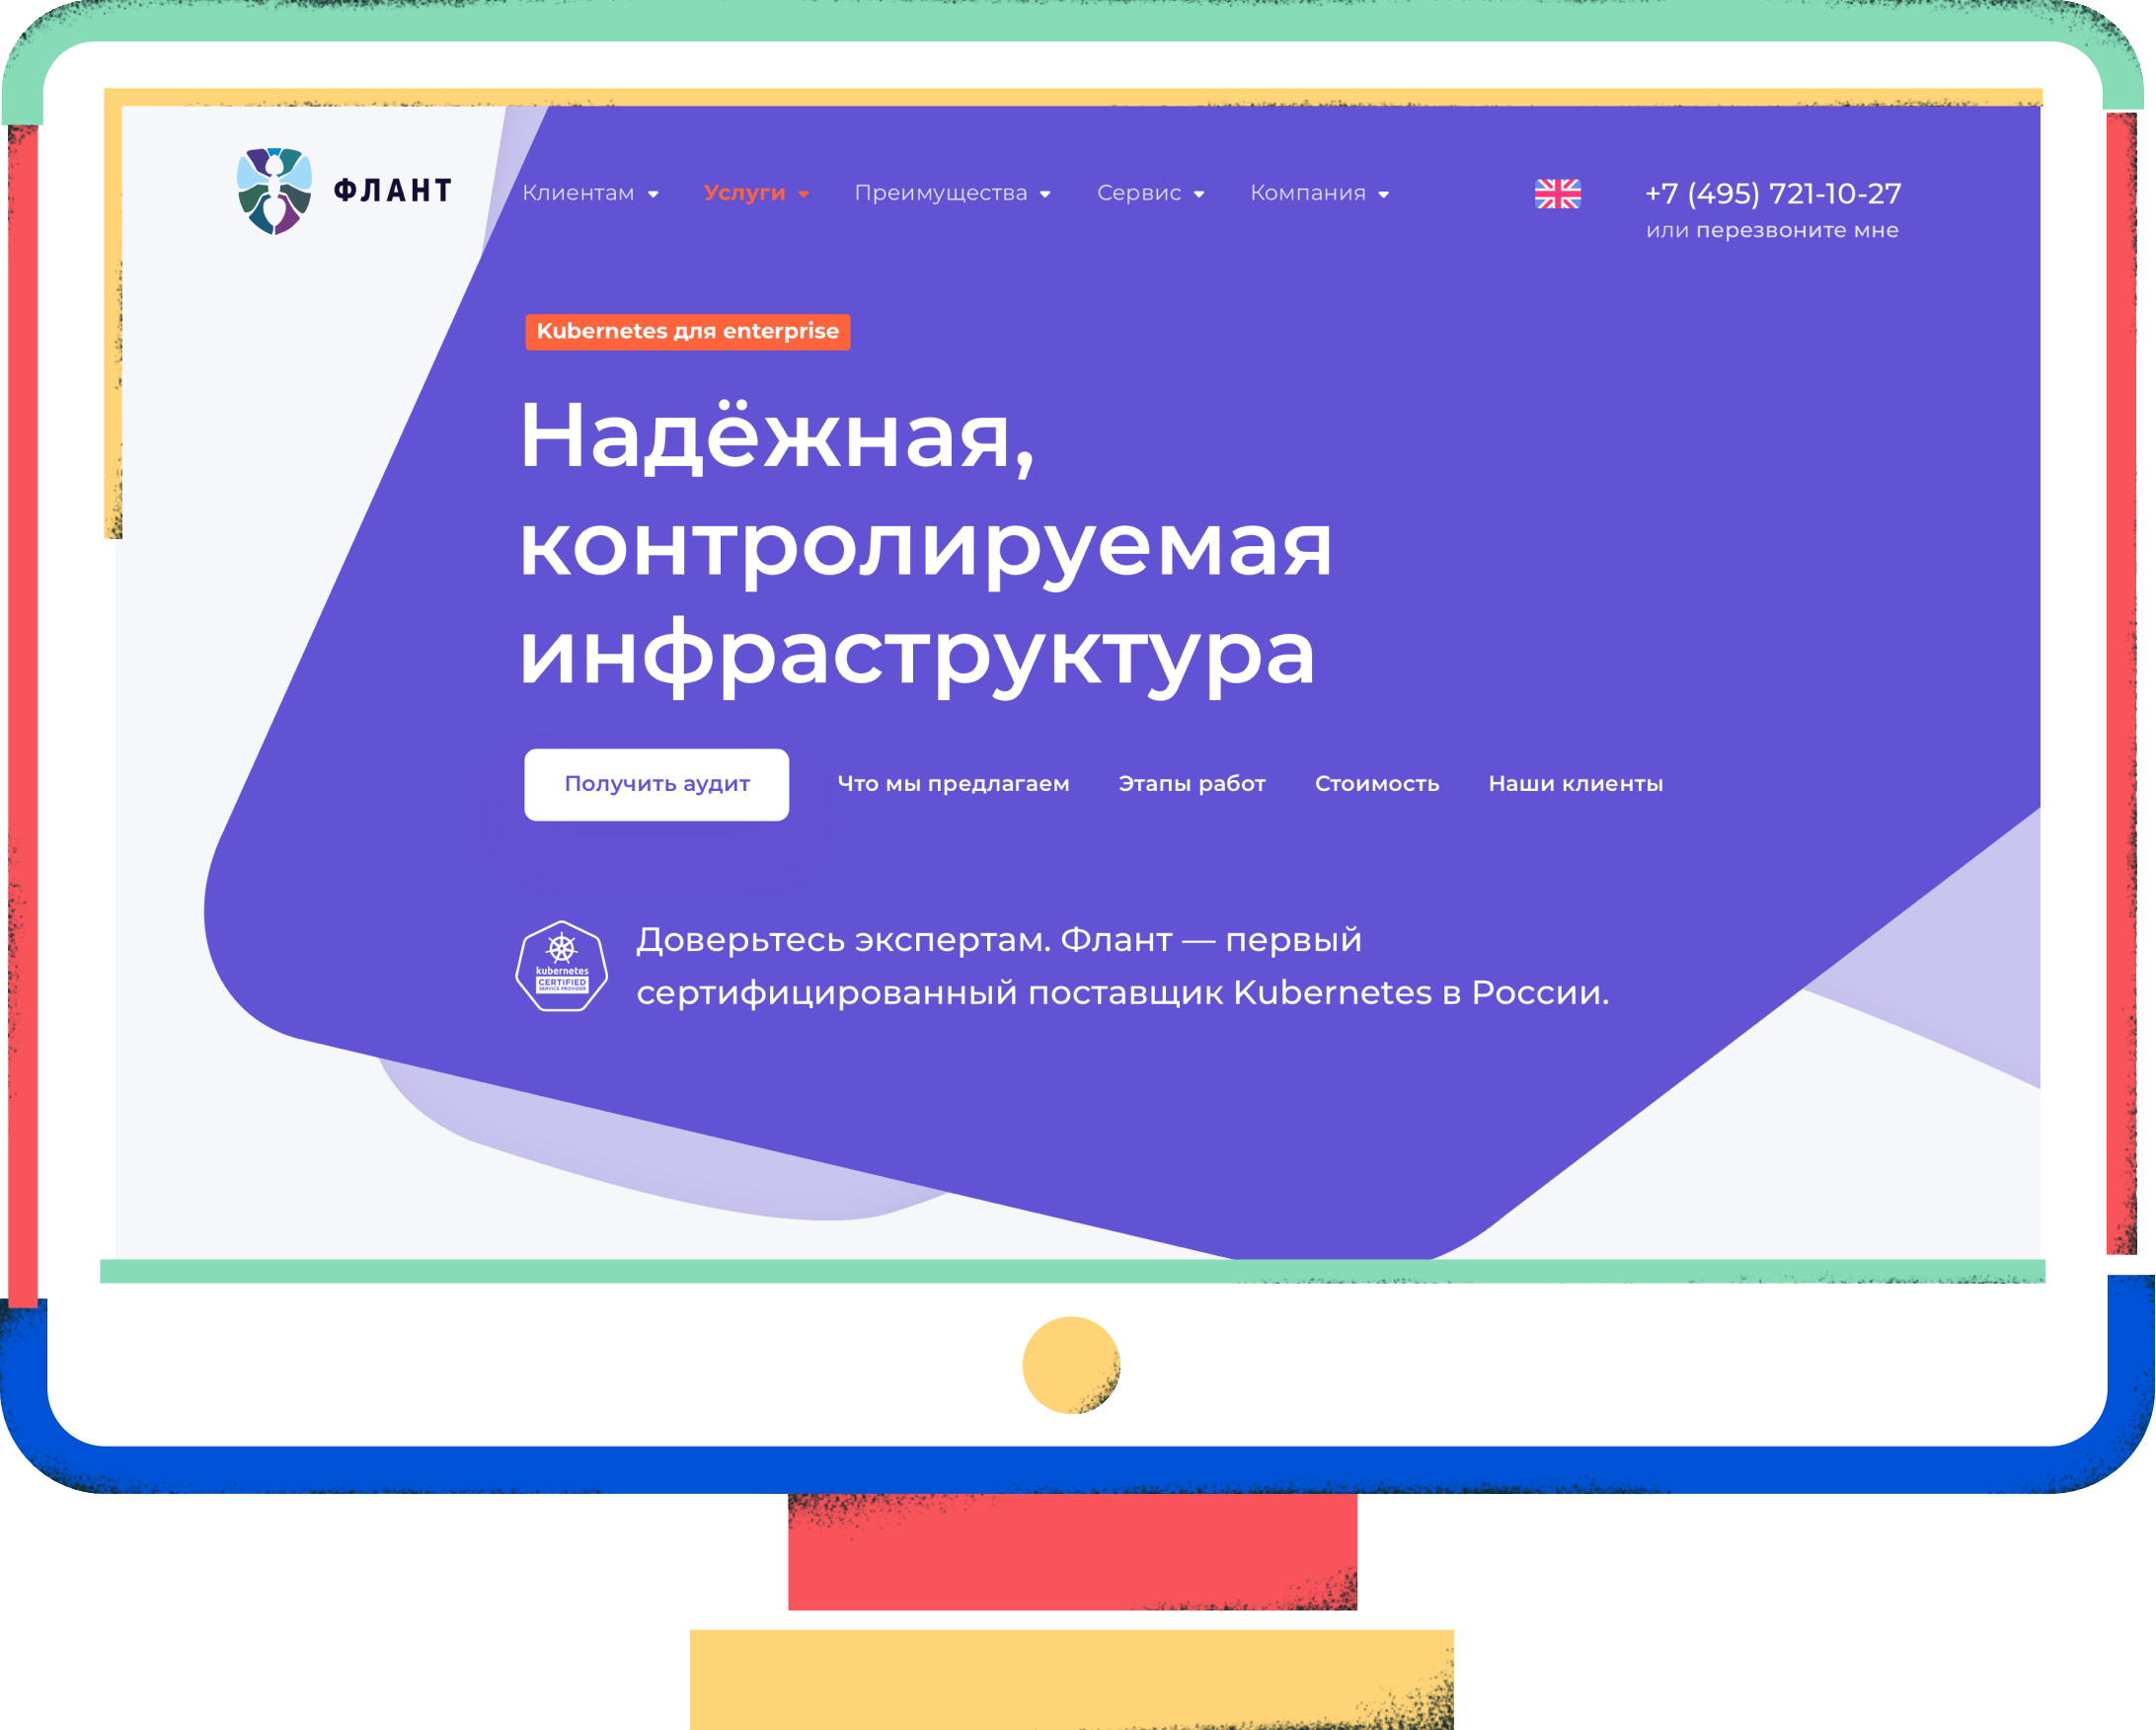 ФЛАНТ
Клиентам Услуги Преимущества Сервис Компания
+7 (495) 721-10-27
или перезвоните мне
Kubernetes для enterprise
Надёжная,
контролируемая
инфраструктура
Получить аудит Что мы предлагаем Этапы работ Стоимость Наши клиенты
kubernetes
CERTIFIED
SERVICE PROVIDER
Доверьтесь экспертам. Флант — первый
сертифицированный поставщик Kubernetes в России.